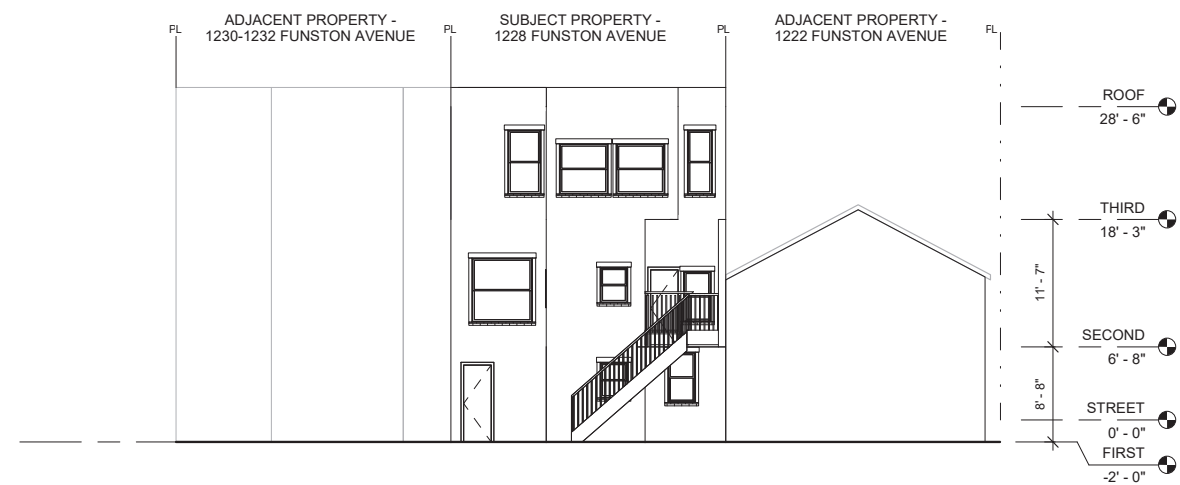 ADJACENT PROPERTY -
1230-1232 FUNSTON AVENUE
SUBJECT PROPERTY -
1228 FUNSTON AVENUE
ADJACENT PROPERTY -
1222 FUNSTON AVENUE
PL
PL
PL
PL
ROOF
28' - 6"
THIRD
18' - 3"
11' - 7"
SECOND
6' - 8"
8' - 8"
STREET
0' - 0"
FIRST
-2' - 0"